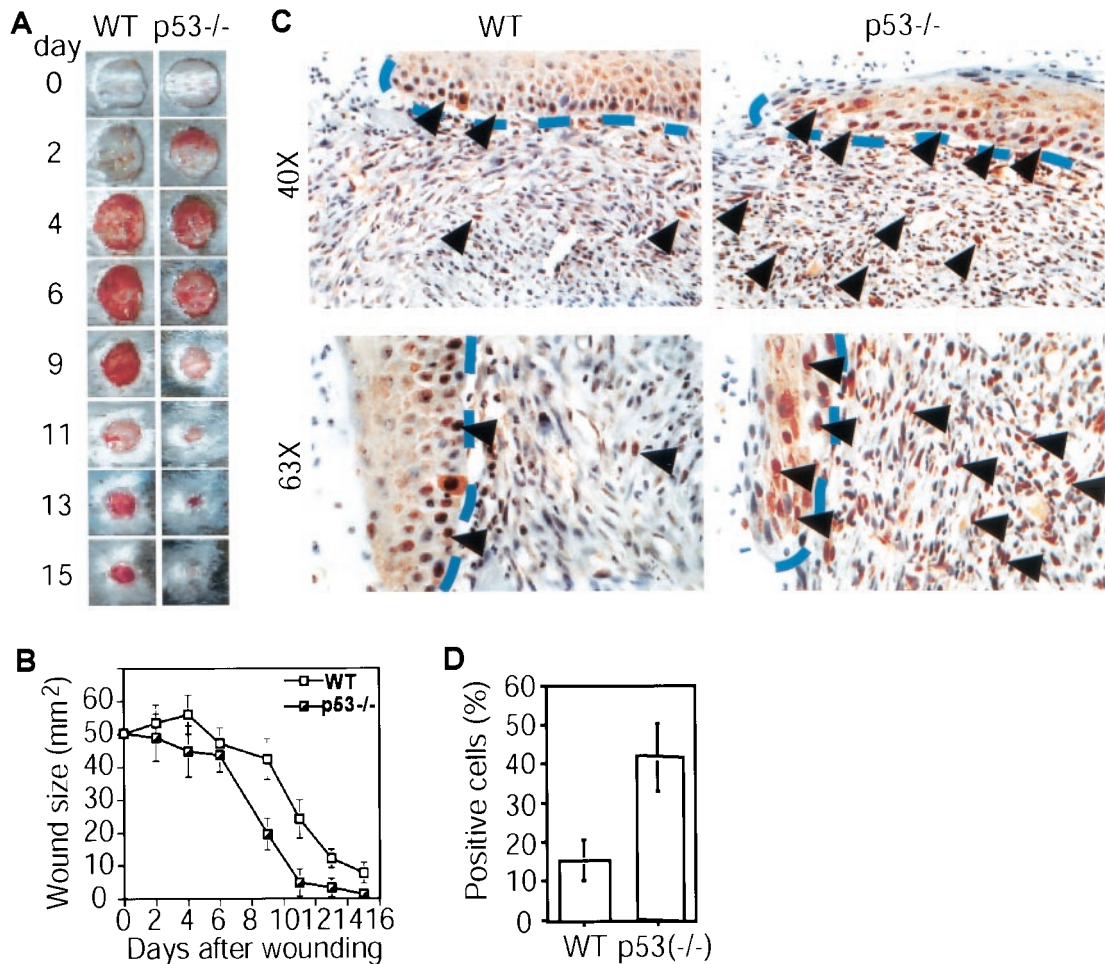 A
WT p53-/-
day
0
2
4
6
9
11
13
15
C
WT p53-/-
40X
63X
B
WT
p53-/-
Wound size (mm²)
60
50
40
30
20
10
0
0 2 4 6 8 10 12 14 16
Days after wounding
D
Positive cells (%)
60
50
40
30
20
10
0
WT p53(-/-)